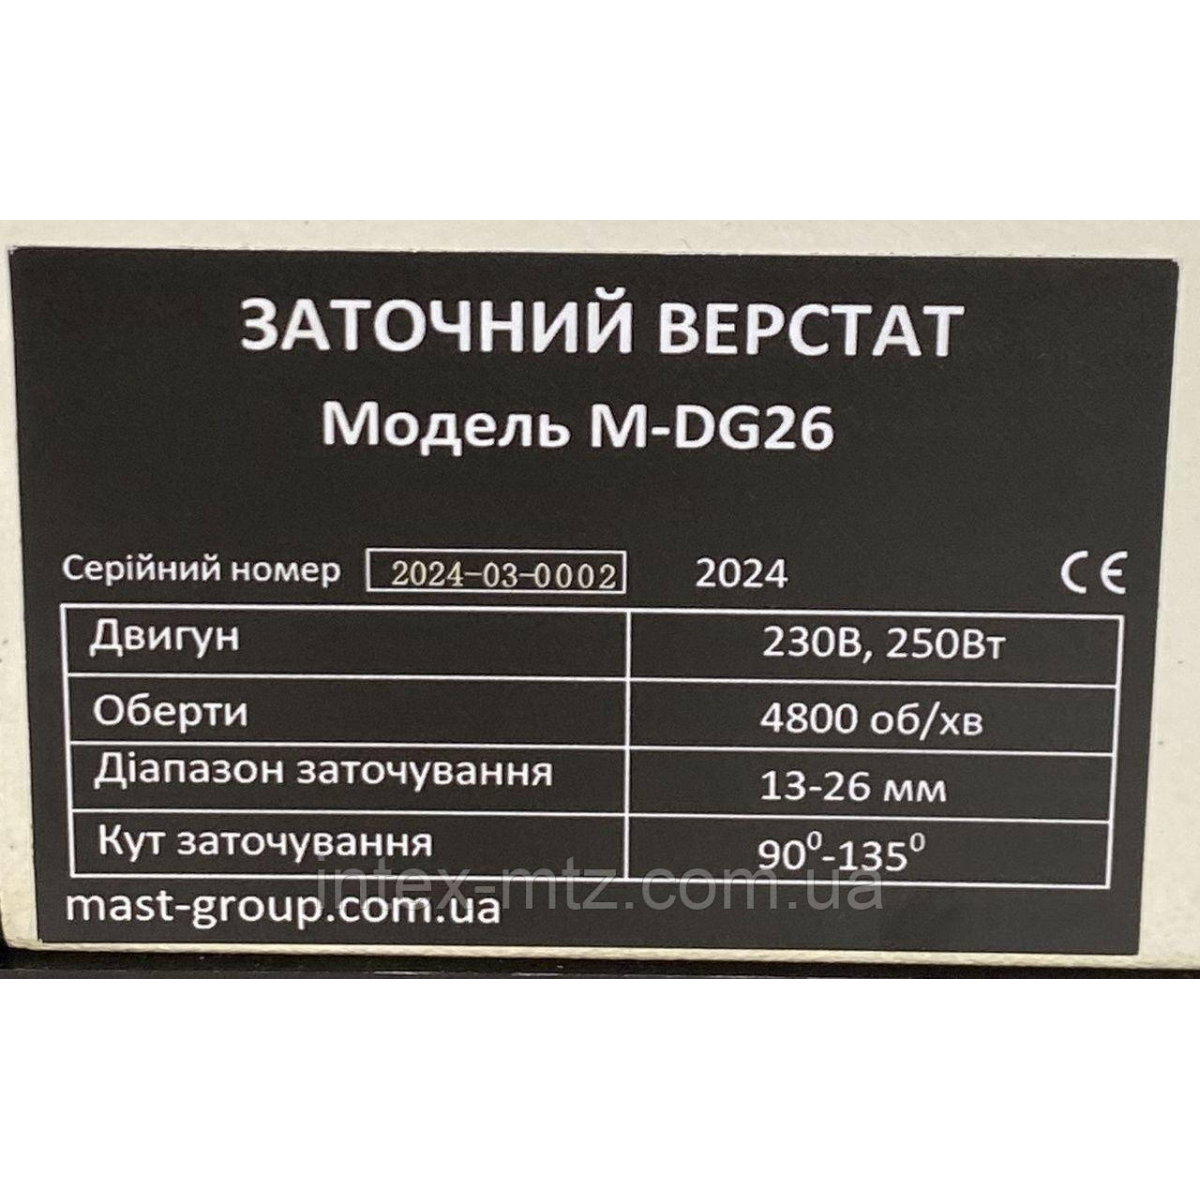 ЗАТОЧНИЙ ВЕРСТАТ
Модель M-DG26
Серійний номер 2024-03-0002 2024 CE
Двигун 230В, 250Вт
Оберти 4800 об/хв
Діапазон заточування 13-26 мм
Кут заточування 90⁰-135⁰
intex-mtz.com.ua
mast-group.com.ua